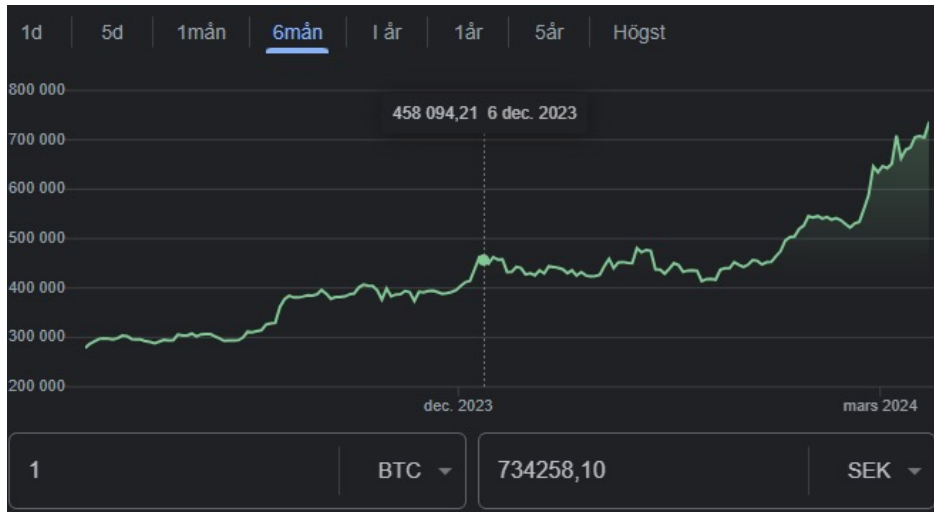 1d 5d 1mån 6mån I år 1år 5år Högst
800 000
458 094,21 6 dec. 2023
700 000
600 000
500 000
400 000
300 000
200 000
dec. 2023 mars 2024
1 BTC 734258,10 SEK